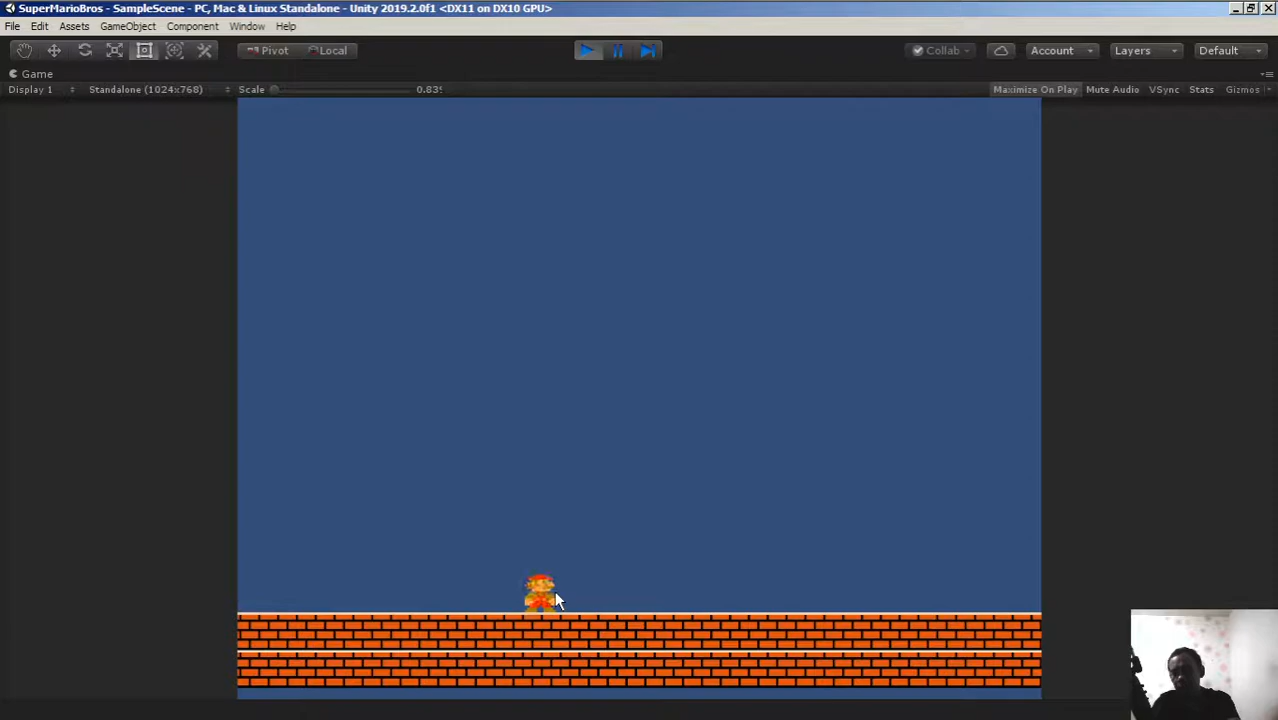 SuperMarioBros - SampleScene - PC, Mac & Linux Standalone - Unity 2019.2.0f1 <DX11 on DX10 GPU>
File Edit Assets GameObject Component Window Help
Pivot Local Collab Account Layers Default
Game
Display 1 Standalone (1024x768) Scale 0.83 Maximize On Play Mute Audio VSync Stats Gizmos